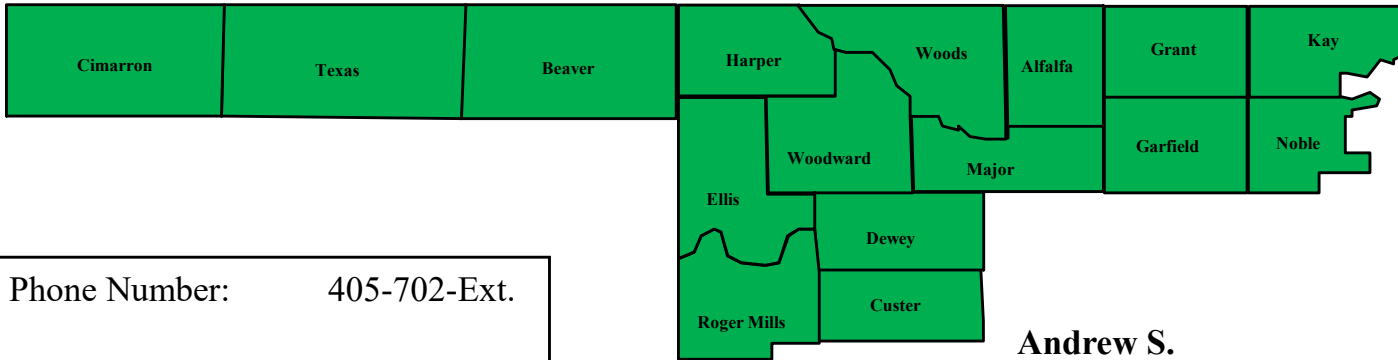 Cimarron
Texas
Beaver
Harper
Woods
Alfalfa
Grant
Kay
Woodward
Major
Garfield
Noble
Ellis
Dewey
Roger Mills
Custer
Phone Number: 405-702-Ext.
Andrew S.